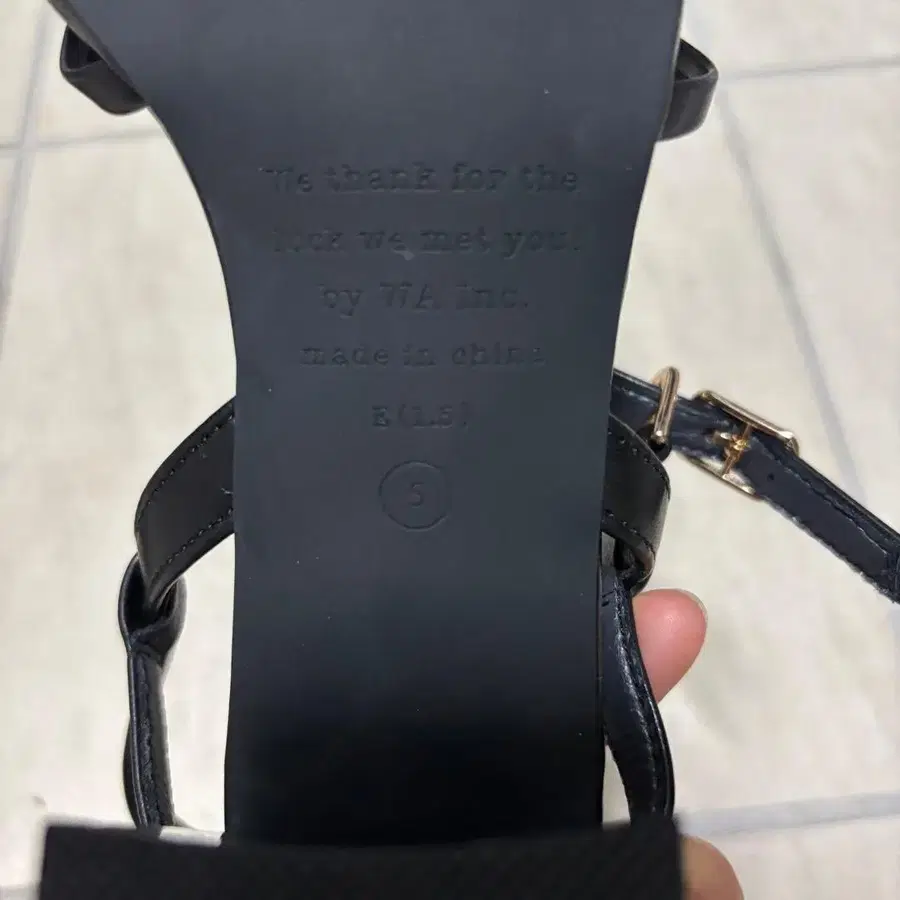 We thank for the
luck we met you.
by WA inc.
made in china
E(1.5)
5